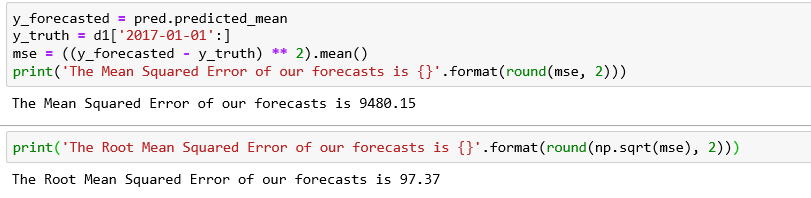 y_forecasted = pred.predicted_mean
y_truth = d1['2017-01-01':]
mse = ((y_forecasted - y_truth) ** 2).mean()
print('The Mean Squared Error of our forecasts is {}'.format(round(mse, 2)))
The Mean Squared Error of our forecasts is 9480.15
print('The Root Mean Squared Error of our forecasts is {}'.format(round(np.sqrt(mse), 2)))
The Root Mean Squared Error of our forecasts is 97.37